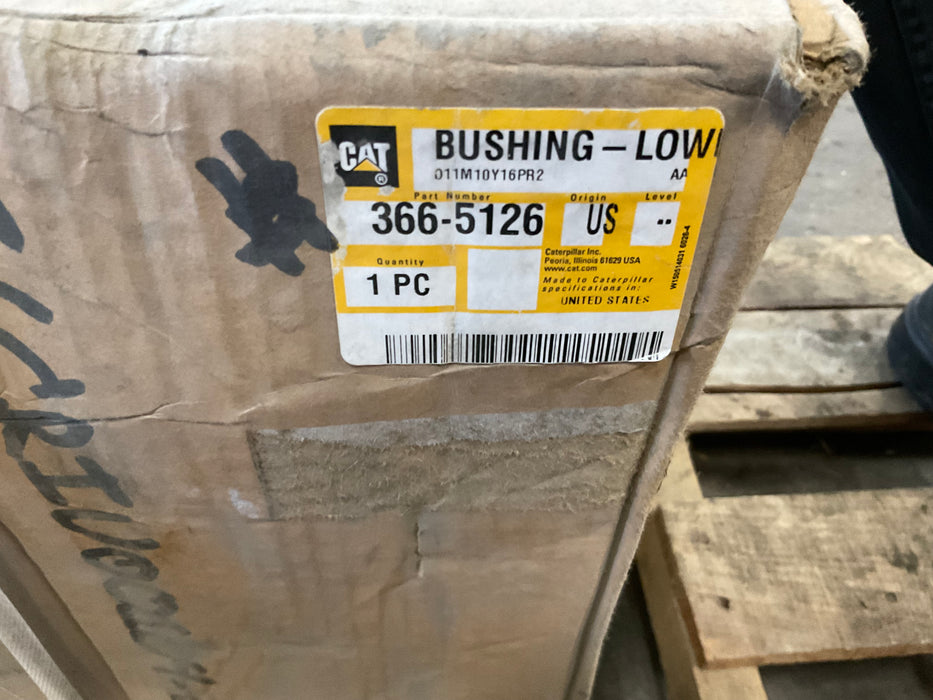 CAT
®
BUSHING – LOW
011M10Y16PR2 AA
Part Number Origin Level
366-5126 US --
Quantity
1 PC
Caterpillar Inc.
Peoria, Illinois 61629 USA
www.cat.com
Made to Caterpillar
specifications in:
UNITED STATES